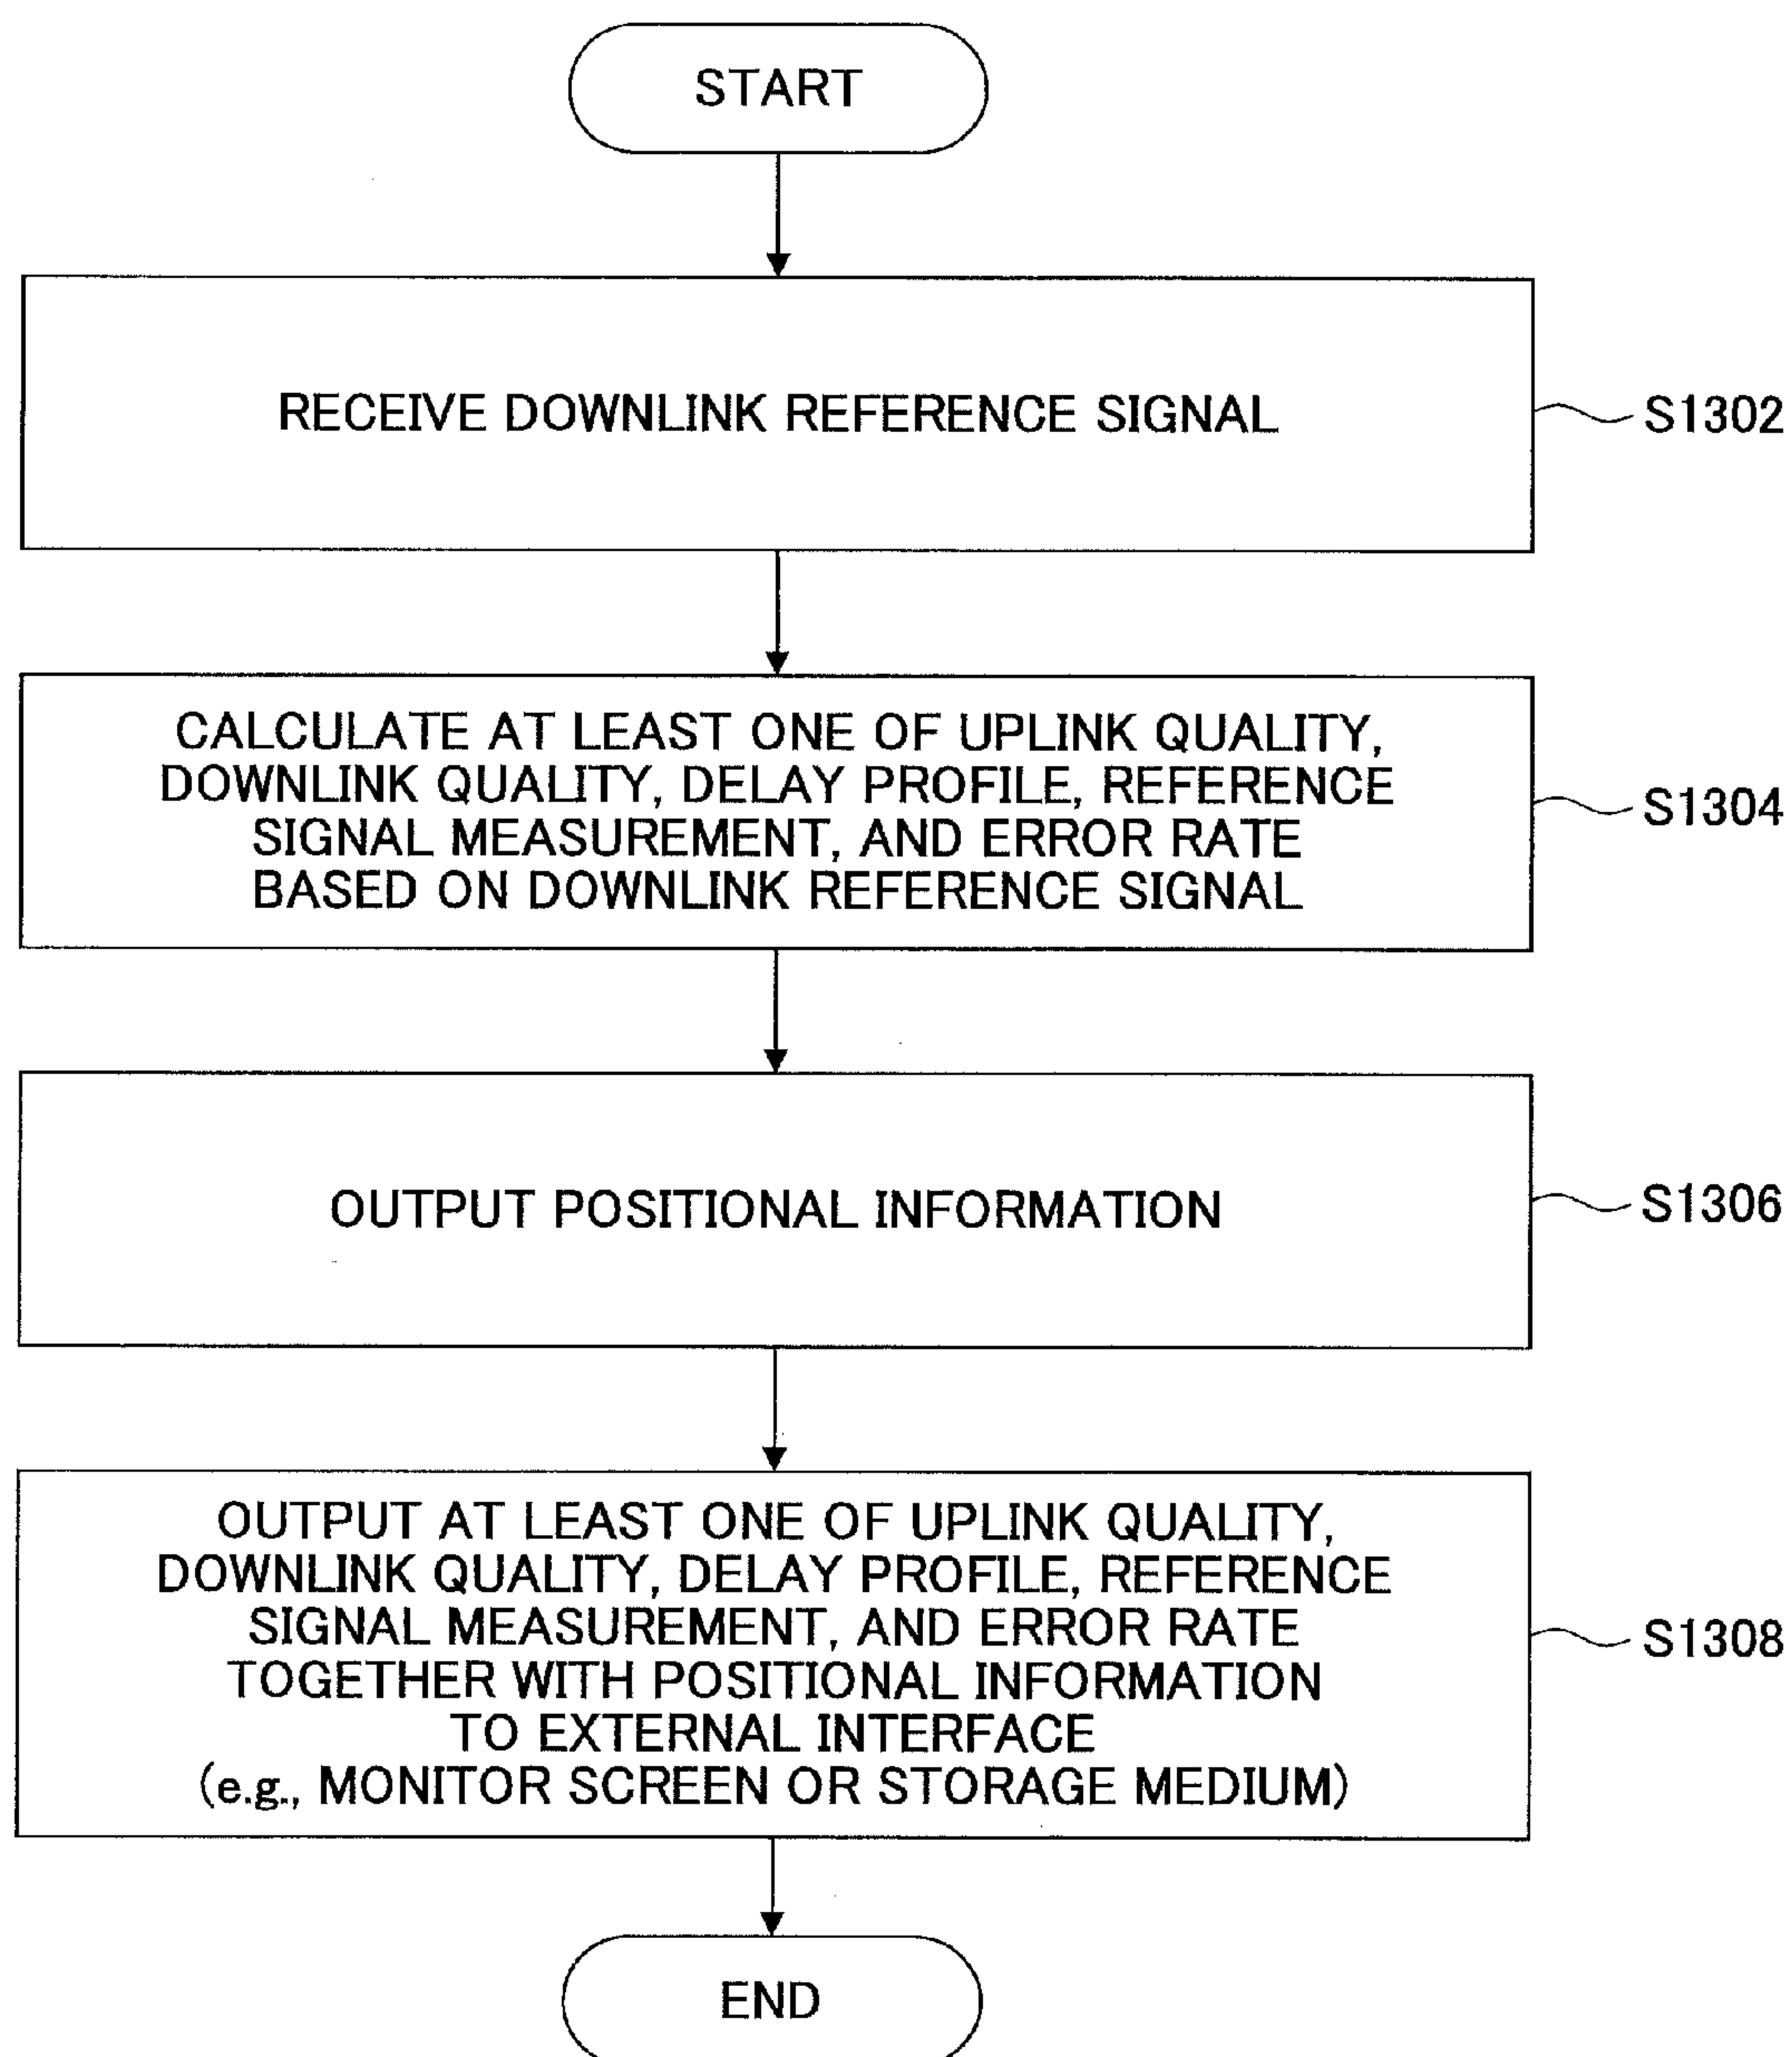 START
RECEIVE DOWNLINK REFERENCE SIGNAL
S1302
CALCULATE AT LEAST ONE OF UPLINK QUALITY,
DOWNLINK QUALITY, DELAY PROFILE, REFERENCE
SIGNAL MEASUREMENT, AND ERROR RATE
BASED ON DOWNLINK REFERENCE SIGNAL
S1304
OUTPUT POSITIONAL INFORMATION
S1306
OUTPUT AT LEAST ONE OF UPLINK QUALITY,
DOWNLINK QUALITY, DELAY PROFILE, REFERENCE
SIGNAL MEASUREMENT, AND ERROR RATE
TOGETHER WITH POSITIONAL INFORMATION
TO EXTERNAL INTERFACE
(e.g., MONITOR SCREEN OR STORAGE MEDIUM)
S1308
END